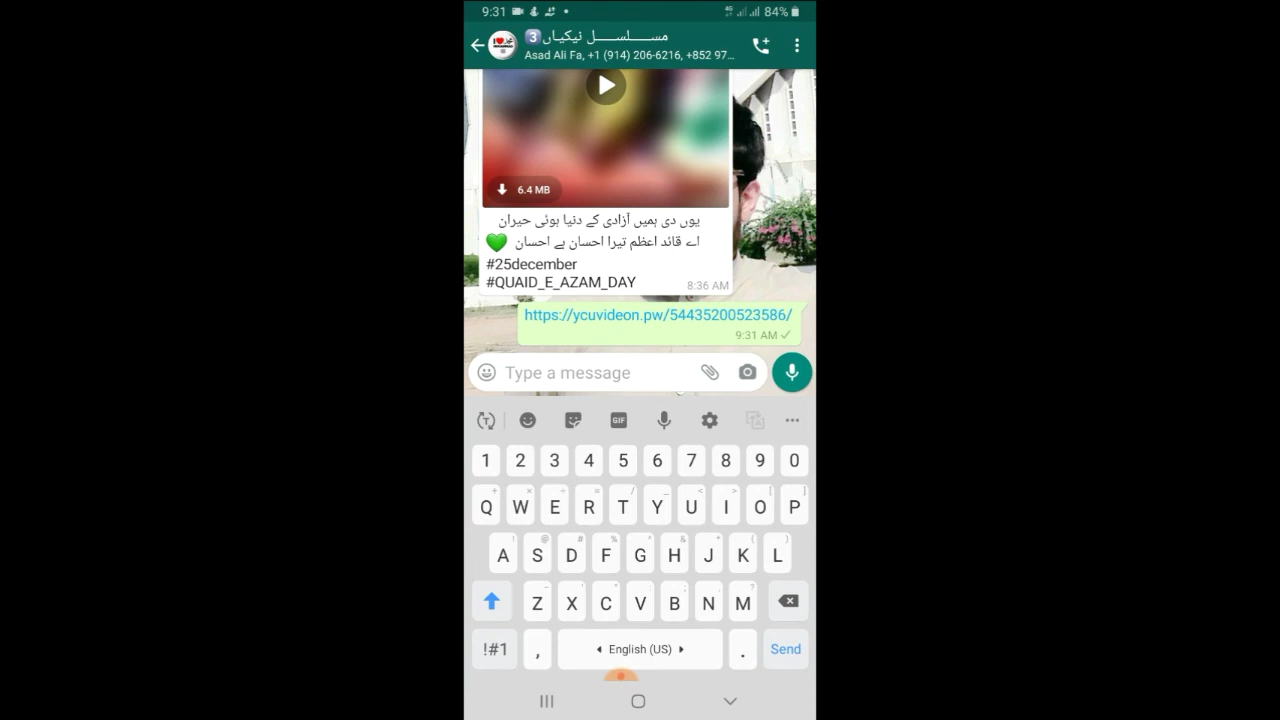 9:31
4G
84%
مســـــلســـــل نیکیاں 3
Asad Ali Fa, +1 (914) 206-6216, +852 97...
6.4 MB
یوں دی ہمیں آزادی کے دنیا ہوئی حیران
اے قائد اعظم تیرا احسان ہے احسان 💚
#25december
#QUAID_E_AZAM_DAY
8:36 AM
https://ycuvideon.pw/54435200523586/
9:31 AM
Type a message
GIF
1 2 3 4 5 6 7 8 9 0
Q W E R T Y U I O P
A S D F G H J K L
Z X C V B N M
!#1 , English (US) . Send